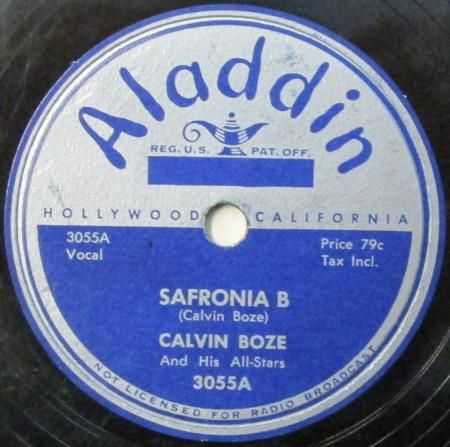 Aladdin
REG. U.S. PAT. OFF.
HOLLYWOOD CALIFORNIA
3055A
Vocal
Price 79c
Tax Incl.
SAFRONIA B
(Calvin Boze)
CALVIN BOZE
And His All-Stars
3055A
NOT LICENSED FOR RADIO BROADCAST